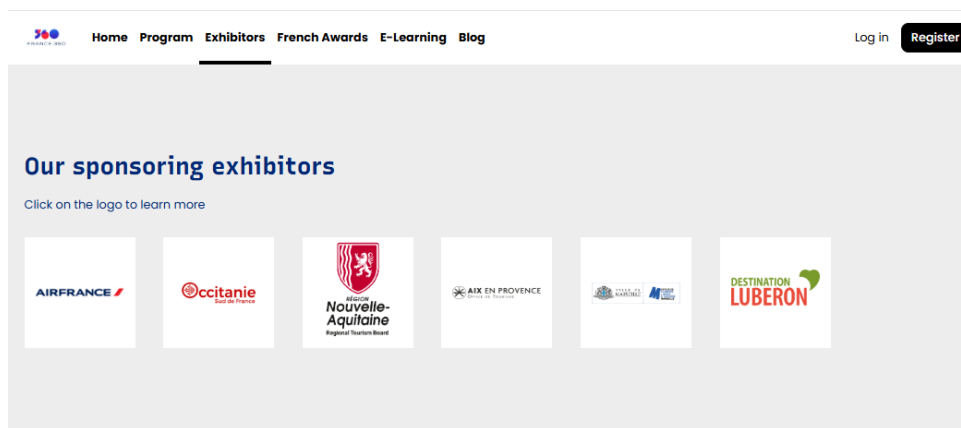 360
FRANCE 360
Home Program Exhibitors French Awards E-Learning Blog
Log in Register
Our sponsoring exhibitors
Click on the logo to learn more
AIRFRANCE
Occitanie
Sud de France
RÉGION
Nouvelle-
Aquitaine
Regional Tourism Board
AIX EN PROVENCE
Office de Tourisme
DESTINATION
LUBERON